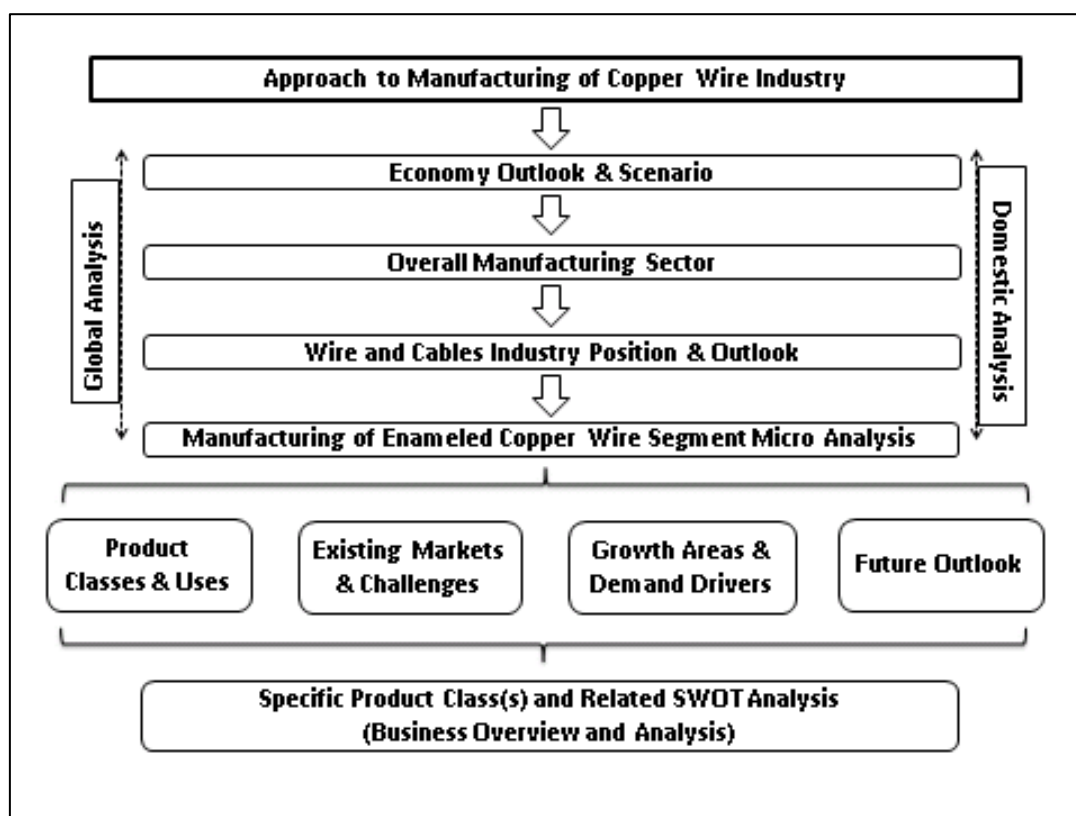 Approach to Manufacturing of Copper Wire Industry
Economy Outlook & Scenario
Global Analysis
Domestic Analysis
Overall Manufacturing Sector
Wire and Cables Industry Position & Outlook
Manufacturing of Enameled Copper Wire Segment Micro Analysis
Product
Classes & Uses
Existing Markets
& Challenges
Growth Areas &
Demand Drivers
Future Outlook
Specific Product Class(s) and Related SWOT Analysis
(Business Overview and Analysis)